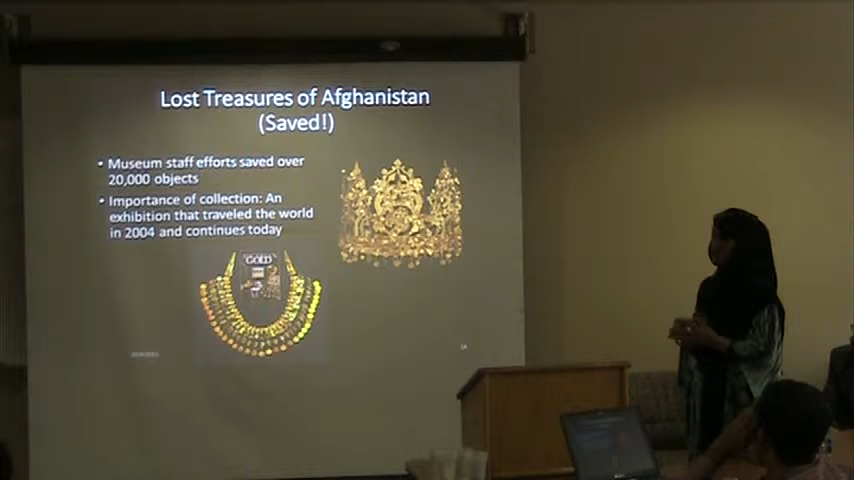 Lost Treasures of Afghanistan
(Saved!)
• Museum staff efforts saved over
20,000 objects
• Importance of collection: An
exhibition that traveled the world
in 2004 and continues today
GOLD